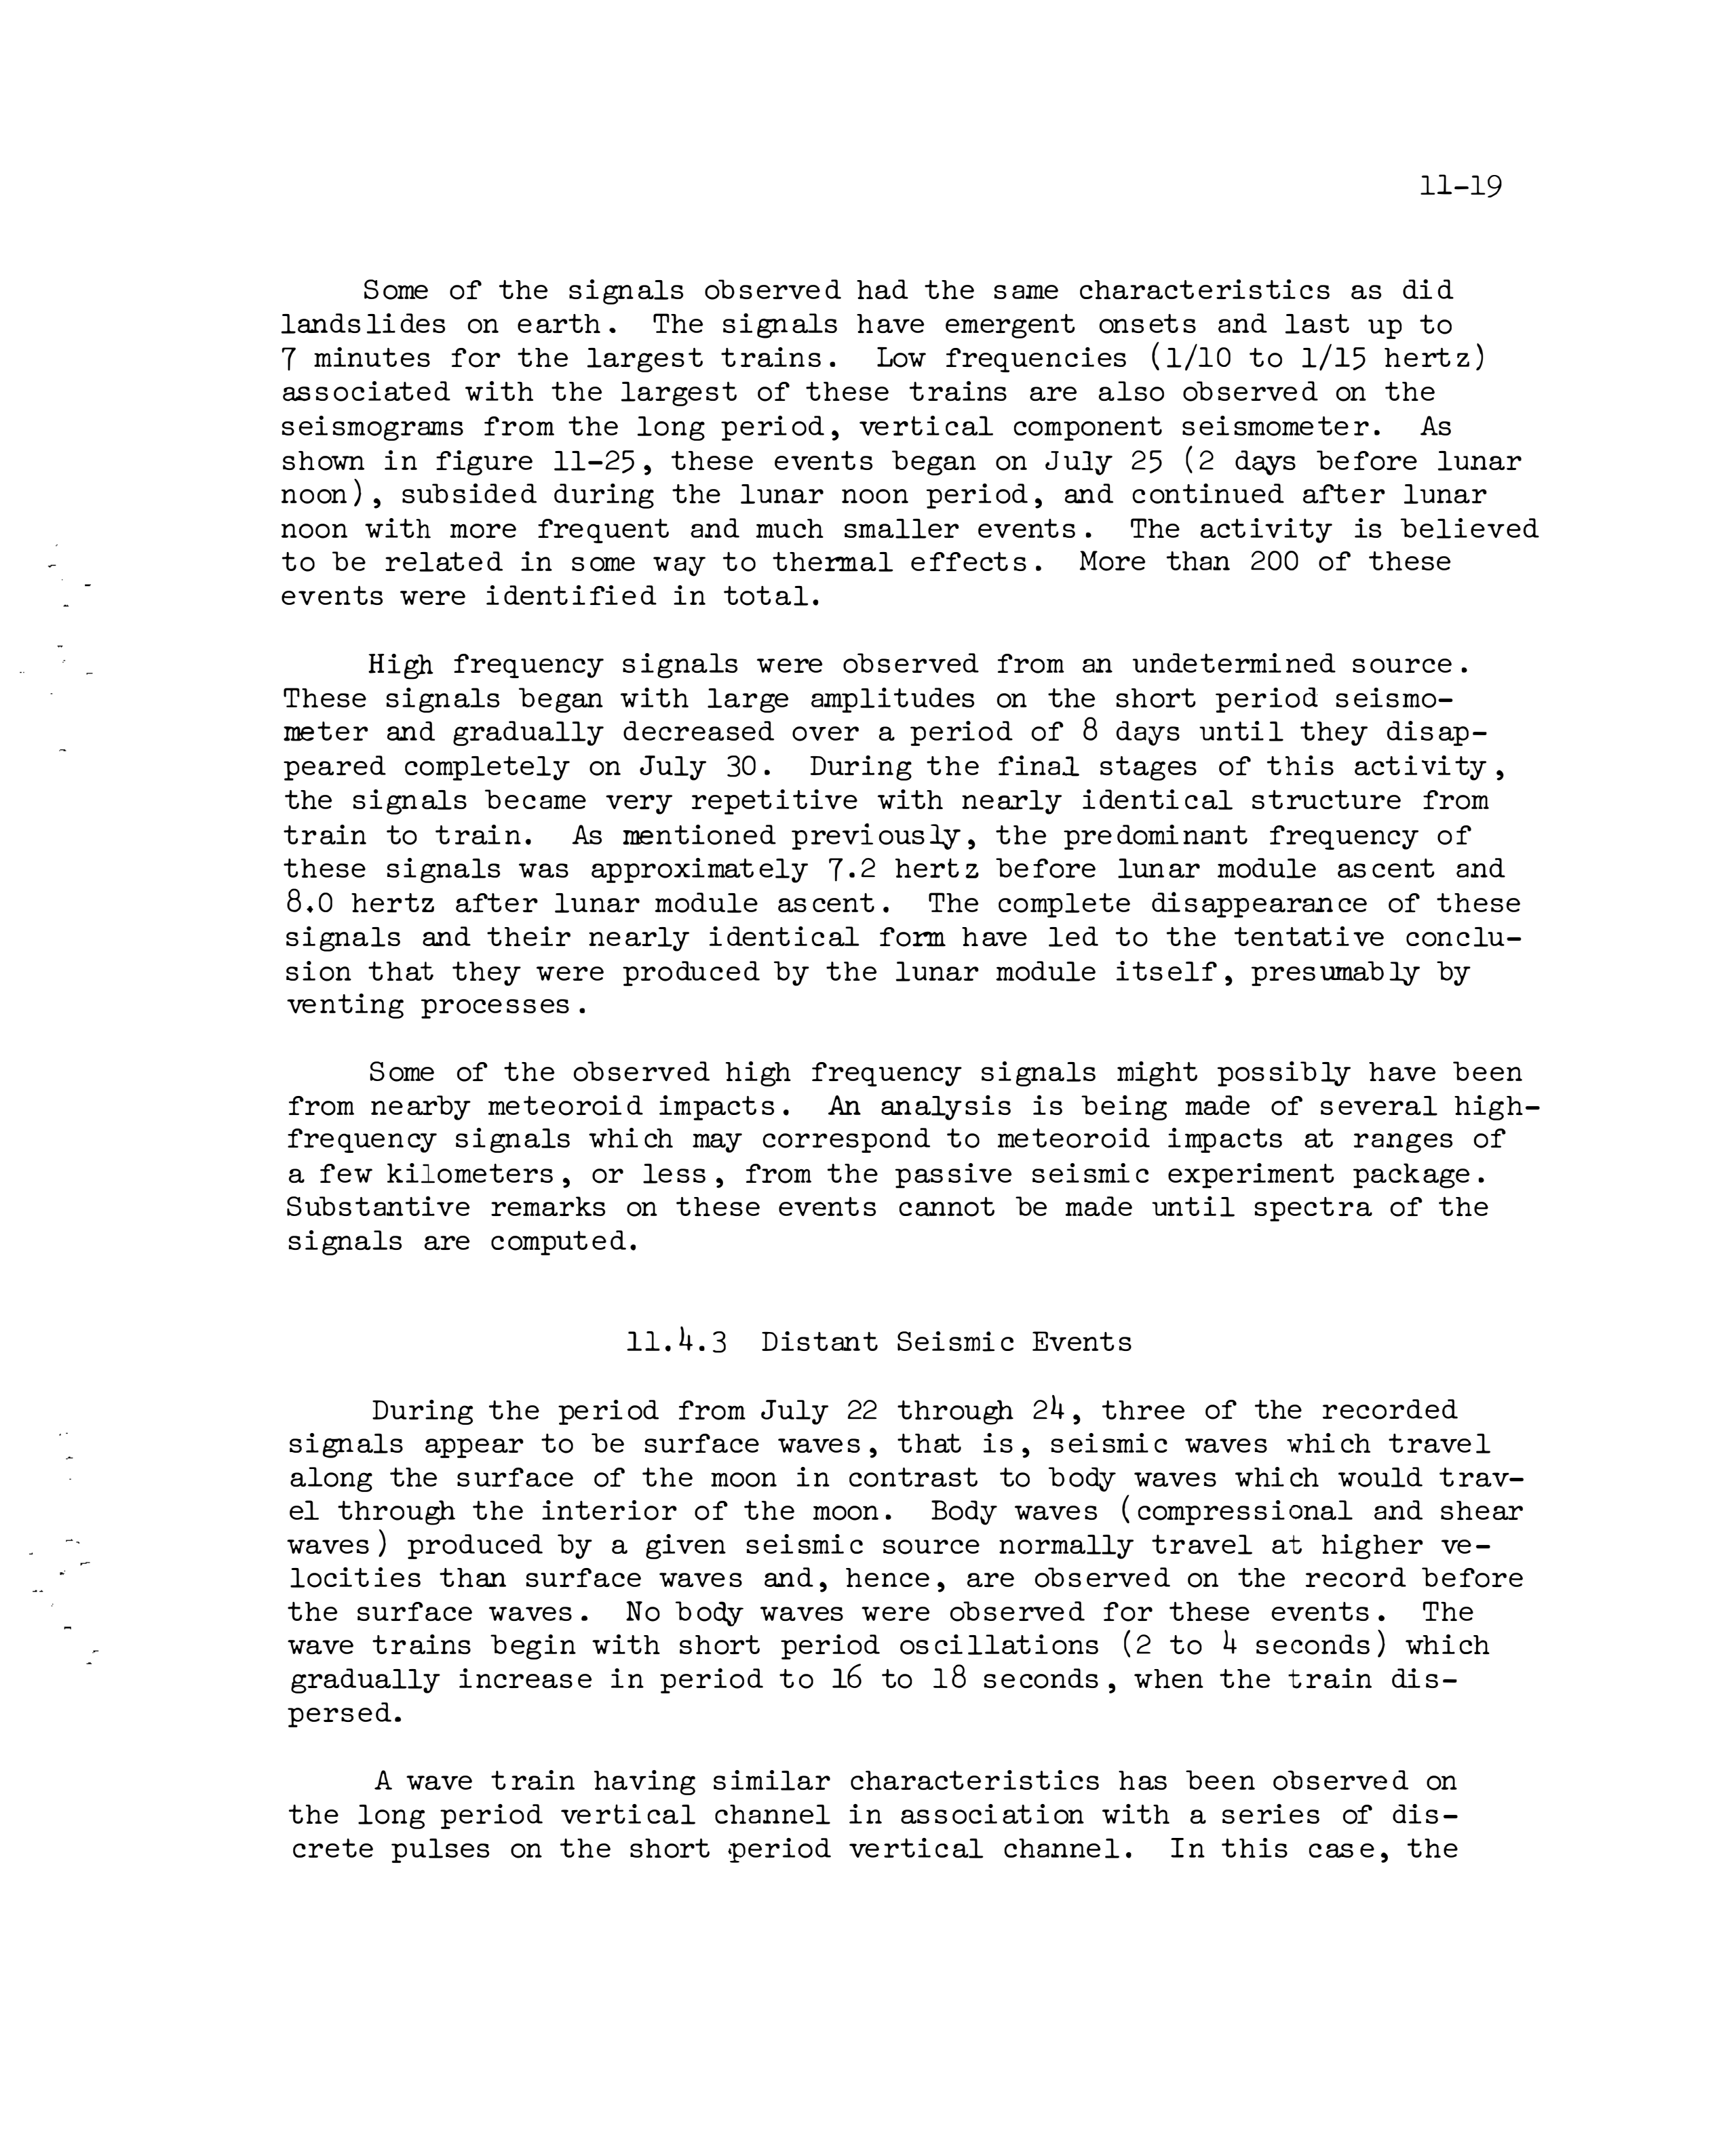 11-19
Some of the signals observed had the same characteristics as did
landslides on earth. The signals have emergent onsets and last up to
7 minutes for the largest trains. Low frequencies (1/10 to 1/15 hertz)
associated with the largest of these trains are also observed on the
seismograms from the long period, vertical component seismometer. As
shown in figure 11-25, these events began on July 25 (2 days before lunar
noon), subsided during the lunar noon period, and continued after lunar
noon with more frequent and much smaller events. The activity is believed
to be related in some way to thermal effects. More than 200 of these
events were identified in total.
High frequency signals were observed from an undetermined source.
These signals began with large amplitudes on the short period seismo-
meter and gradually decreased over a period of 8 days until they disap-
peared completely on July 30. During the final stages of this activity,
the signals became very repetitive with nearly identical structure from
train to train. As mentioned previously, the predominant frequency of
these signals was approximately 7.2 hertz before lunar module ascent and
8.0 hertz after lunar module ascent. The complete disappearance of these
signals and their nearly identical form have led to the tentative conclu-
sion that they were produced by the lunar module itself, presumably by
venting processes.
Some of the observed high frequency signals might possibly have been
from nearby meteoroid impacts. An analysis is being made of several high-
frequency signals which may correspond to meteoroid impacts at ranges of
a few kilometers, or less, from the passive seismic experiment package.
Substantive remarks on these events cannot be made until spectra of the
signals are computed.
11.4.3 Distant Seismic Events
During the period from July 22 through 24, three of the recorded
signals appear to be surface waves, that is, seismic waves which travel
along the surface of the moon in contrast to body waves which would trav-
el through the interior of the moon. Body waves (compressional and shear
waves) produced by a given seismic source normally travel at higher ve-
locities than surface waves and, hence, are observed on the record before
the surface waves. No body waves were observed for these events. The
wave trains begin with short period oscillations (2 to 4 seconds) which
gradually increase in period to 16 to 18 seconds, when the train dis-
persed.
A wave train having similar characteristics has been observed on
the long period vertical channel in association with a series of dis-
crete pulses on the short period vertical channel. In this case, the